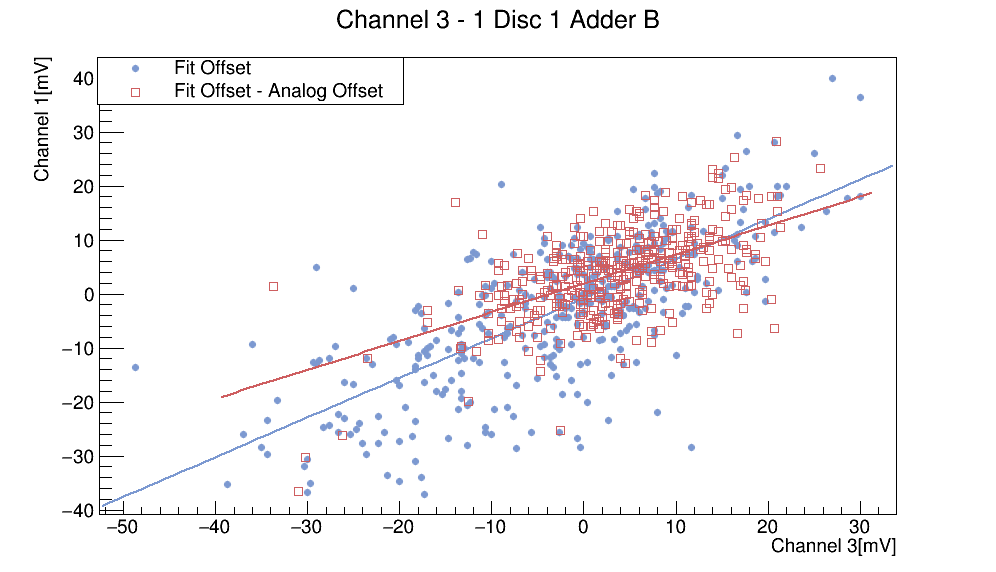 Channel 3 - 1 Disc 1 Adder B
Channel 1[mV]
Fit Offset
Fit Offset - Analog Offset
40
30
20
10
0
−10
−20
−30
−40
−50 −40 −30 −20 −10 0 10 20 30
Channel 3[mV]